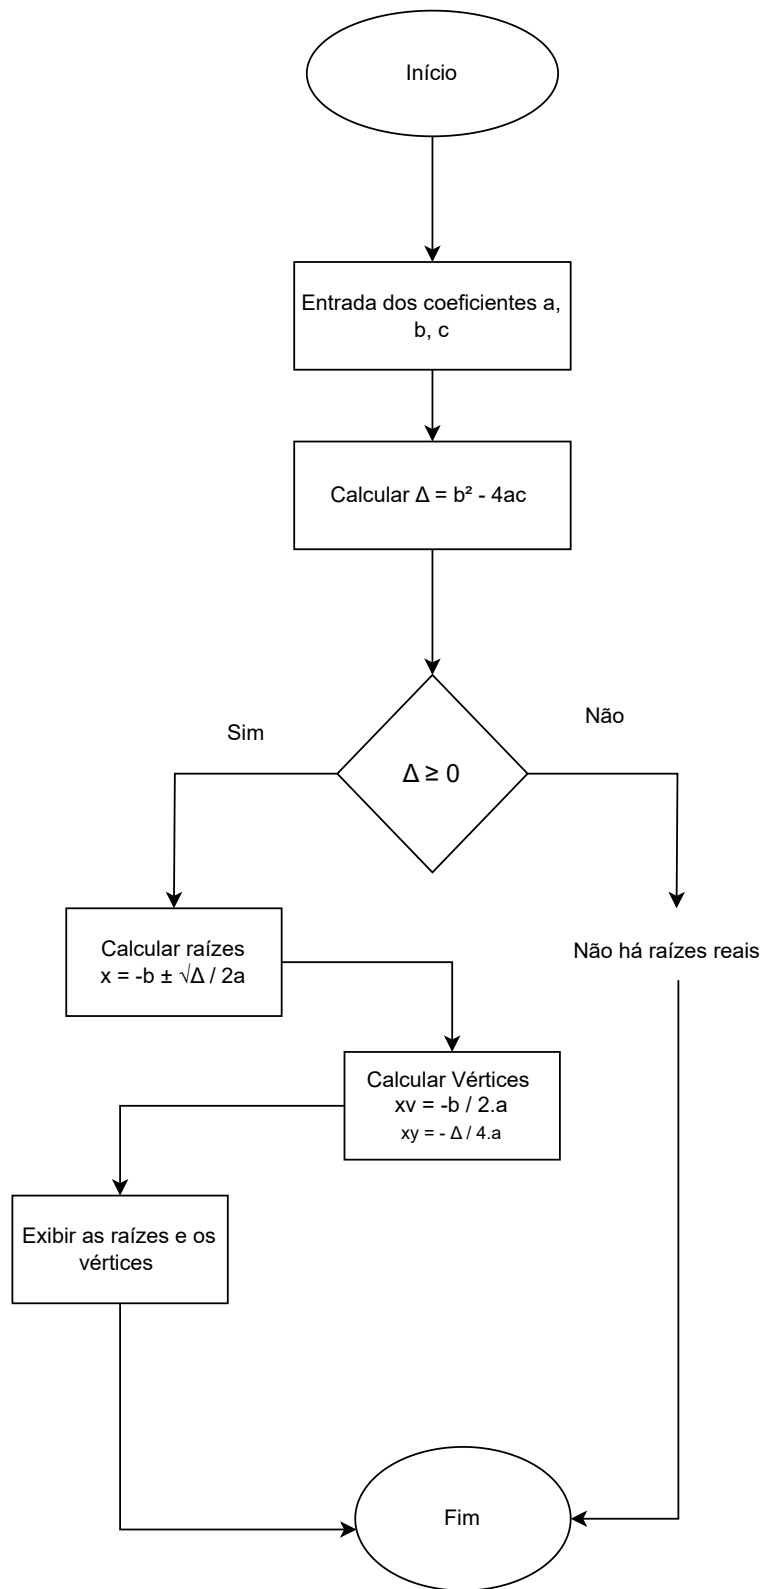 Início
Entrada dos coeficientes a,
b, c
Calcular Δ = b² - 4ac
Sim
Não
Δ ≥ 0
Calcular raízes
x = -b ± √Δ / 2a
Não há raízes reais
Calcular Vértices
xv = -b / 2.a
xy = - Δ / 4.a
Exibir as raízes e os
vértices
Fim